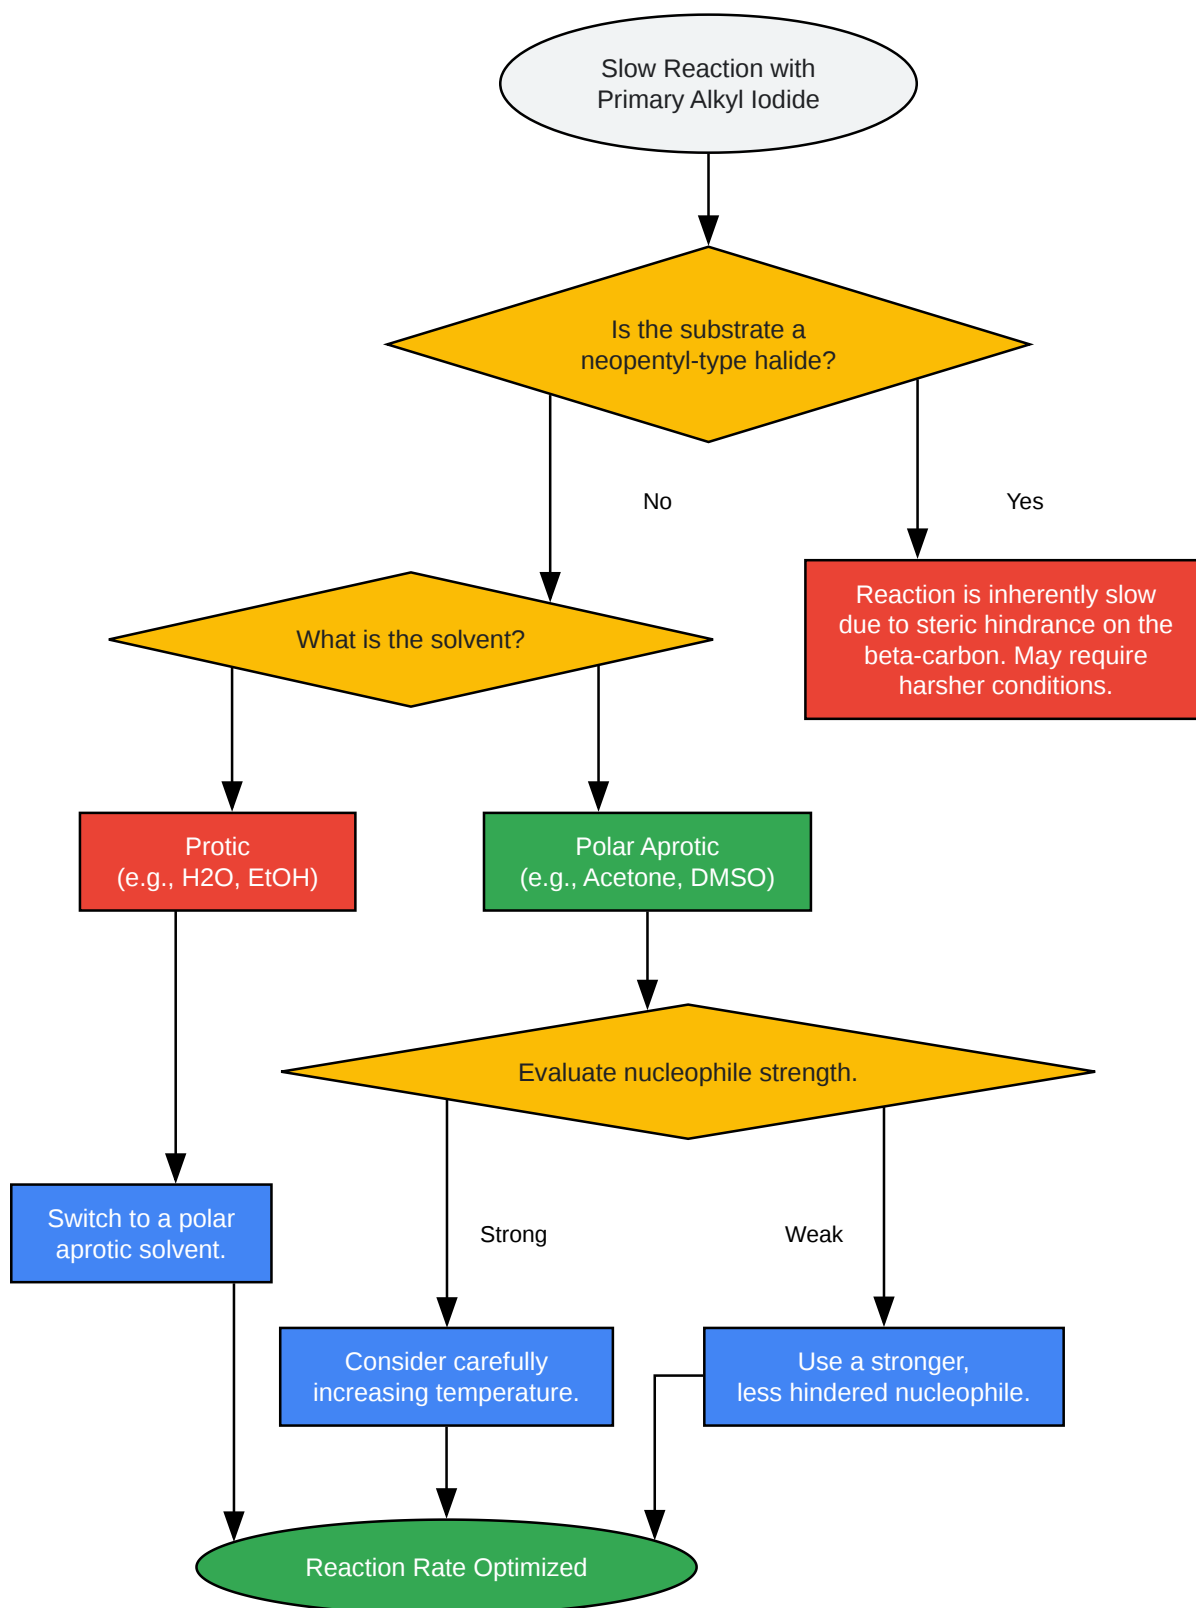 Slow Reaction with
Primary Alkyl Iodide
Is the substrate a
neopentyl-type halide?
No
Yes
Reaction is inherently slow
due to steric hindrance on the
beta-carbon. May require
harsher conditions.
What is the solvent?
Protic
(e.g., H2O, EtOH)
Polar Aprotic
(e.g., Acetone, DMSO)
Evaluate nucleophile strength.
Switch to a polar
aprotic solvent.
Strong
Weak
Consider carefully
increasing temperature.
Use a stronger,
less hindered nucleophile.
Reaction Rate Optimized